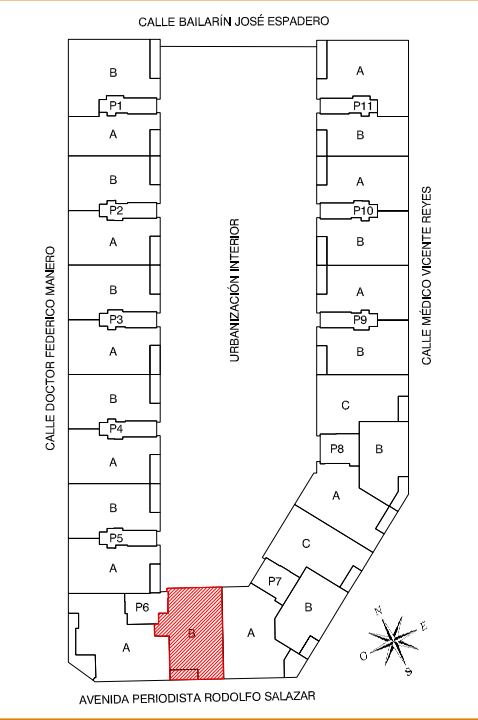 CALLE BAILARÍN JOSÉ ESPADERO
B
A
P1
P11
A
B
B
A
P2
P10
A
B
B
A
P3
P9
A
B
B
C
P4
P8
B
A
A
B
P5
C
A
P7
P6
B
A
B
A
CALLE DOCTOR FEDERICO MANERO
URBANIZACIÓN INTERIOR
CALLE MÉDICO VICENTE REYES
N
E
O
S
AVENIDA PERIODISTA RODOLFO SALAZAR